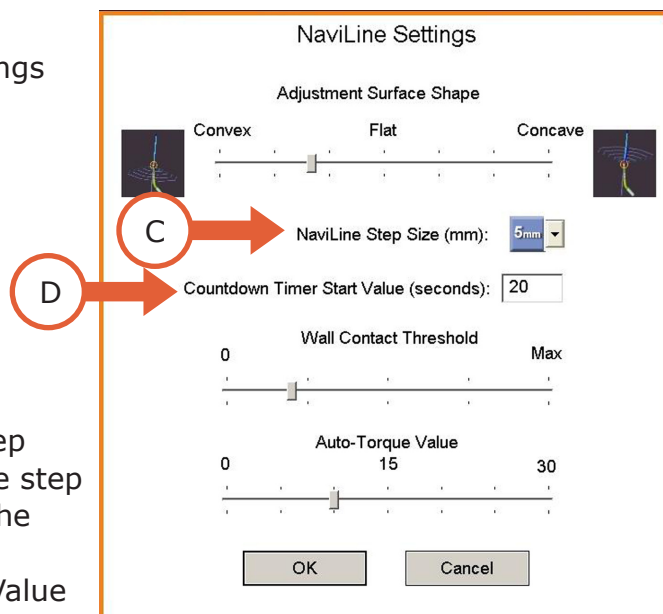 NaviLine Settings
ngs
Adjustment Surface Shape
Convex Flat Concave
C
NaviLine Step Size (mm): 5mm
D
Countdown Timer Start Value (seconds): 20
Wall Contact Threshold
0 Max
ep
Auto-Torque Value
e step
0 15 30
he
OK Cancel
Value